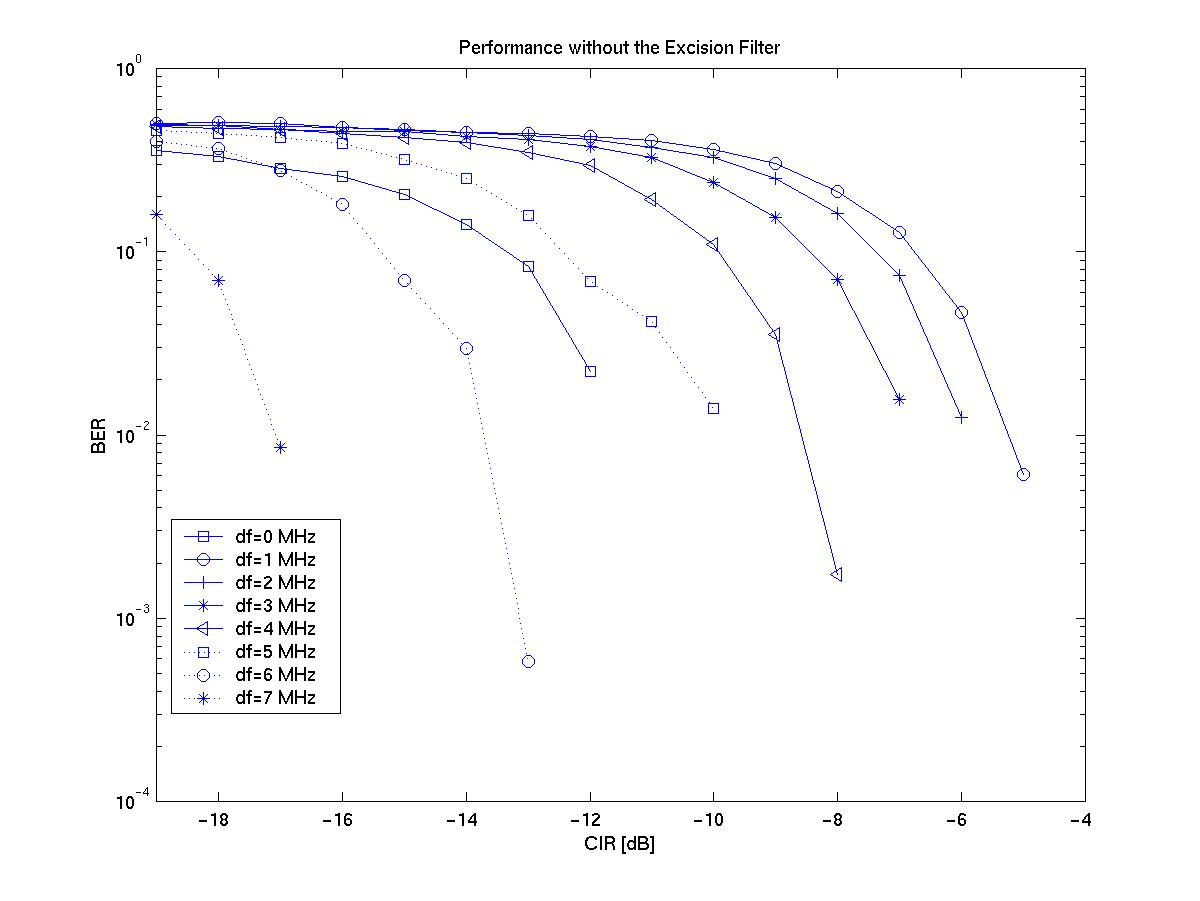 Performance without the Excision Filter
10^0
10^-1
10^-2
10^-3
10^-4
BER
df=0 MHz
df=1 MHz
df=2 MHz
df=3 MHz
df=4 MHz
df=5 MHz
df=6 MHz
df=7 MHz
−18 −16 −14 −12 −10 −8 −6 −4
CIR [dB]